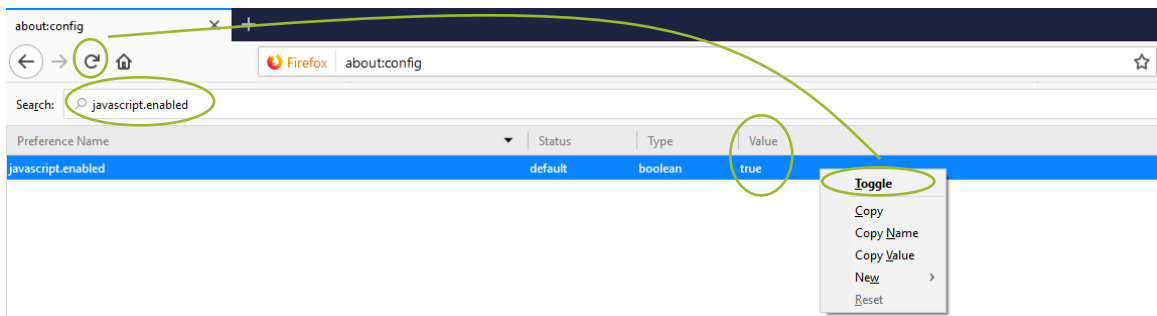 about:config
Firefox about:config
Search: javascript.enabled
Preference Name Status Type Value
javascript.enabled default boolean true
Toggle
Copy
Copy Name
Copy Value
New
Reset